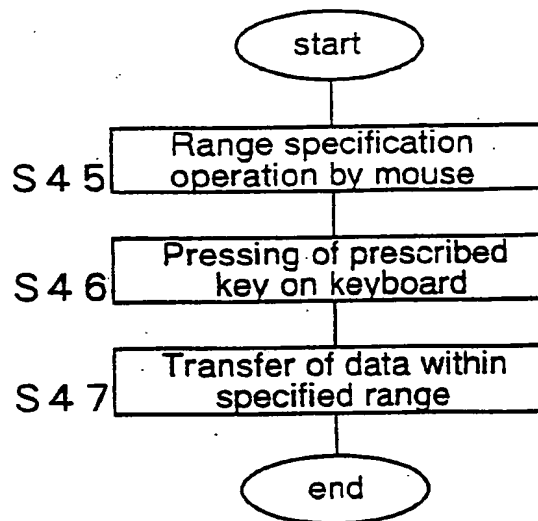 start
Range specification
S45 operation by mouse
Pressing of prescribed
S46 key on keyboard
Transfer of data within
S47 specified range
end